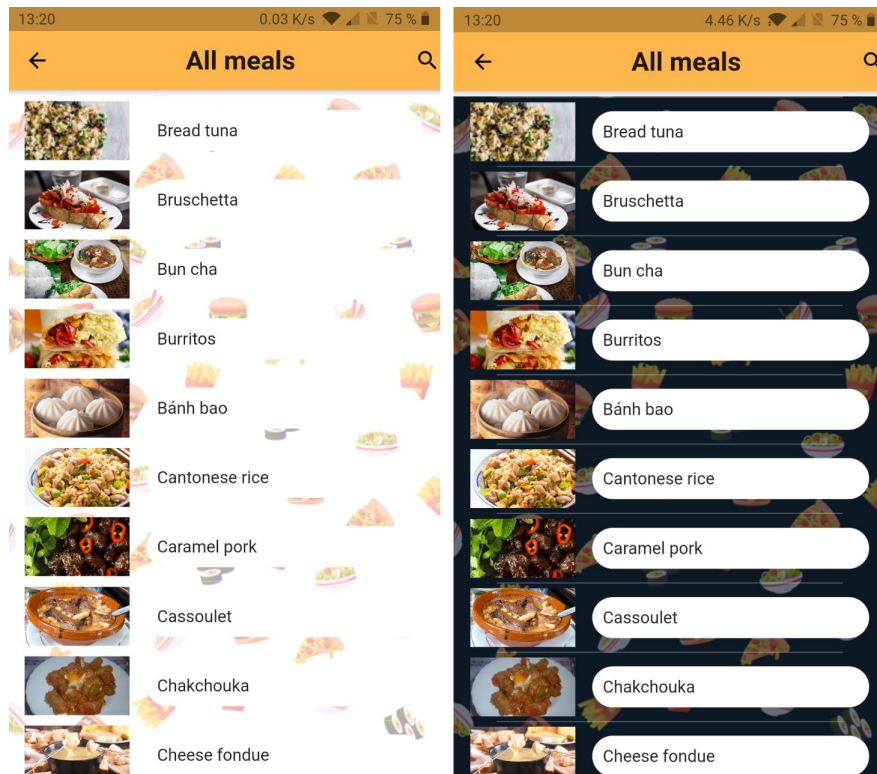 13:20 0.03 K/s 75 %
All meals
Bread tuna
Bruschetta
Bun cha
Burritos
Bánh bao
Cantonese rice
Caramel pork
Cassoulet
Chakchouka
Cheese fondue
13:20 4.46 K/s 75 %
All meals
Bread tuna
Bruschetta
Bun cha
Burritos
Bánh bao
Cantonese rice
Caramel pork
Cassoulet
Chakchouka
Cheese fondue